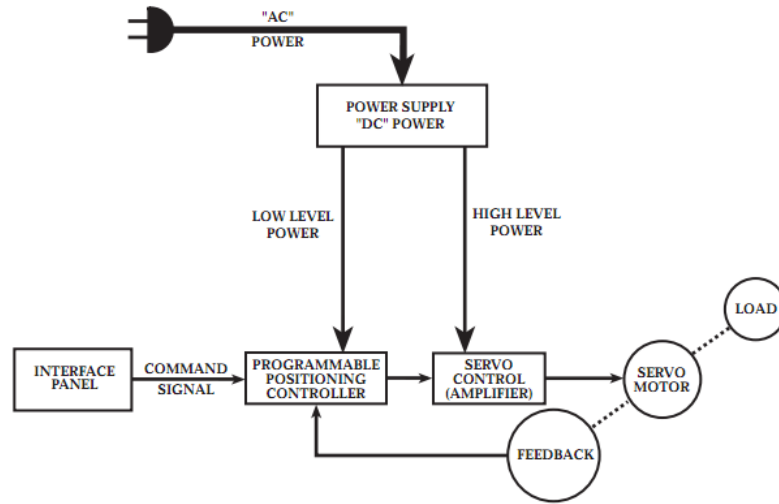 "AC"
POWER
POWER SUPPLY
"DC" POWER
LOW LEVEL
POWER
HIGH LEVEL
POWER
LOAD
INTERFACE
PANEL
COMMAND
SIGNAL
PROGRAMMABLE
POSITIONING
CONTROLLER
SERVO
CONTROL
(AMPLIFIER)
SERVO
MOTOR
FEEDBACK